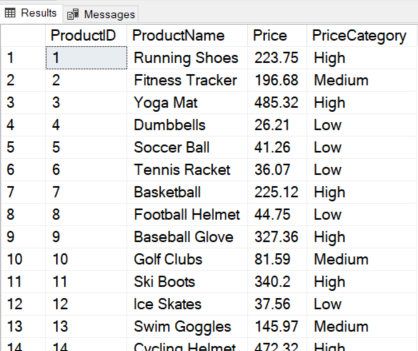 Results Messages
ProductID ProductName Price PriceCategory
1 1 Running Shoes 223.75 High
2 2 Fitness Tracker 196.68 Medium
3 3 Yoga Mat 485.32 High
4 4 Dumbbells 26.21 Low
5 5 Soccer Ball 41.26 Low
6 6 Tennis Racket 36.07 Low
7 7 Basketball 225.12 High
8 8 Football Helmet 44.75 Low
9 9 Baseball Glove 327.36 High
10 10 Golf Clubs 81.59 Medium
11 11 Ski Boots 340.2 High
12 12 Ice Skates 37.56 Low
13 13 Swim Goggles 145.97 Medium
14 14 Cycling Helmet 472.32 High